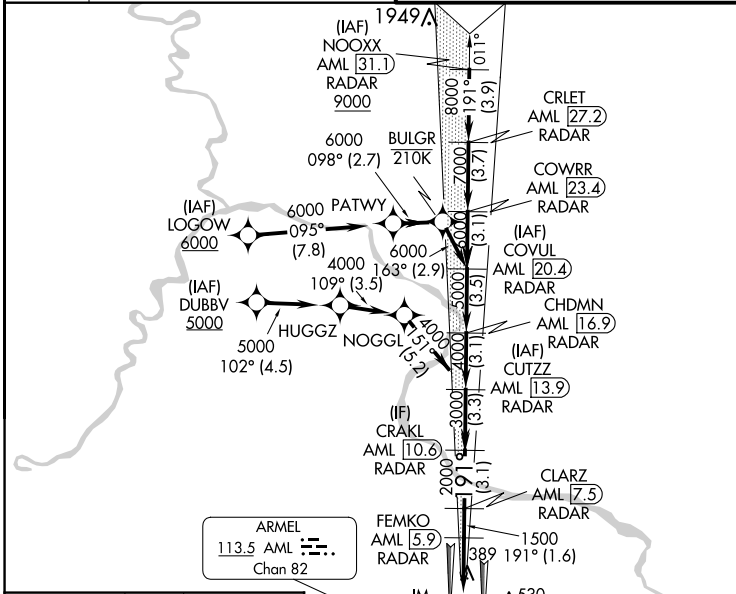 1949
(IAF)
NOOXX
AML 31.1
RADAR
9000
011°
8000
191°
(3.9)
CRLET
AML 27.2
RADAR
6000
098° (2.7)
BULGR
210K
7000
(3.7)
COWRR
AML 23.4
RADAR
(IAF)
LOGOW
6000
6000
095°
(7.8)
PATWY
6000
(3.1)
6000
163° (2.9)
(IAF)
COVUL
AML 20.4
RADAR
(IAF)
DUBBV
5000
4000
109° (3.5)
5000
(3.5)
CHDMN
AML 16.9
RADAR
HUGGZ
NOGGL
5000
102° (4.5)
4000
151°
(5.2)
4000
(3.1)
(IAF)
CUTZZ
AML 13.9
RADAR
3000
(3.3)
(IF)
CRAKL
AML 10.6
RADAR
2000
191°
(3.1)
CLARZ
AML 7.5
RADAR
FEMKO
AML 5.9
RADAR
1500
191° (1.6)
389
ARMEL
113.5 AML
Chan 82